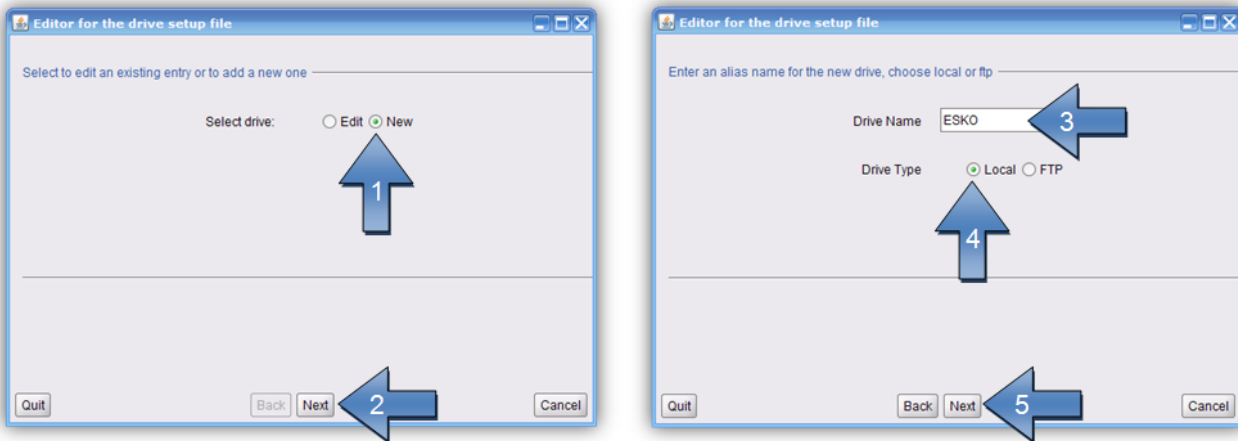 Editor for the drive setup file
Select to edit an existing entry or to add a new one
Select drive: Edit New
1
Quit Back Next 2 Cancel
Editor for the drive setup file
Enter an alias name for the new drive, choose local or ftp
Drive Name ESKO 3
Drive Type Local FTP
4
Quit Back Next 5 Cancel